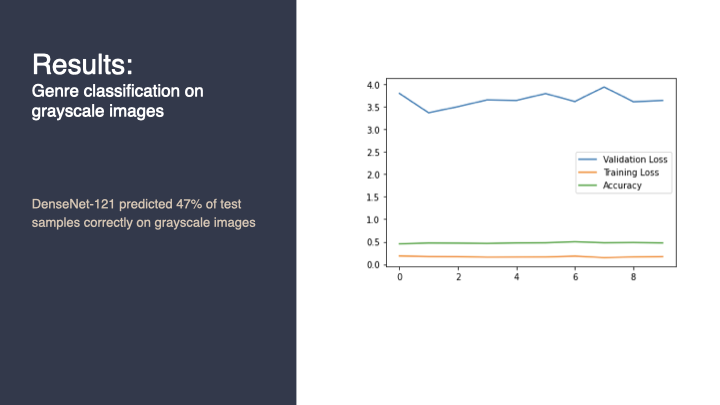 Results:
Genre classification on
grayscale images
DenseNet-121 predicted 47% of test
samples correctly on grayscale images
4.0
3.5
3.0
2.5
2.0
1.5
1.0
0.5
0.0
Validation Loss
Training Loss
Accuracy
0 2 4 6 8